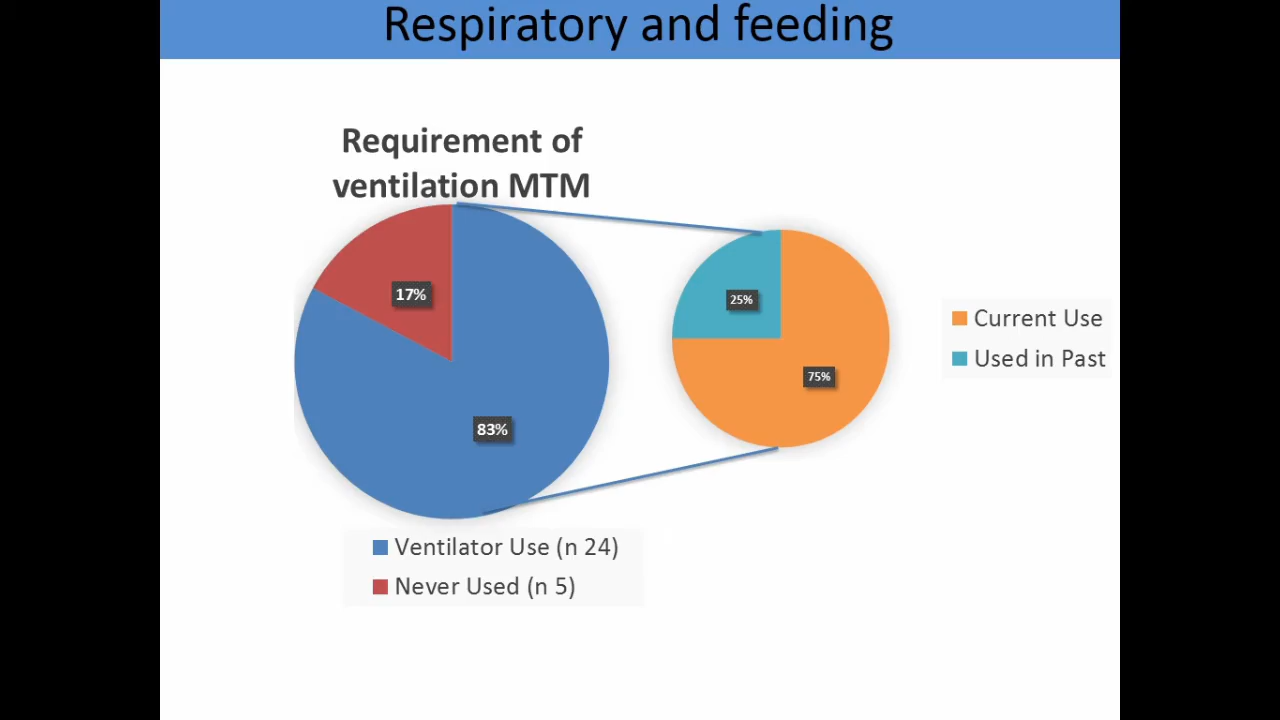 Respiratory and feeding
Requirement of
ventilation MTM
17%
83%
25%
75%
Current Use
Used in Past
Ventilator Use (n 24)
Never Used (n 5)